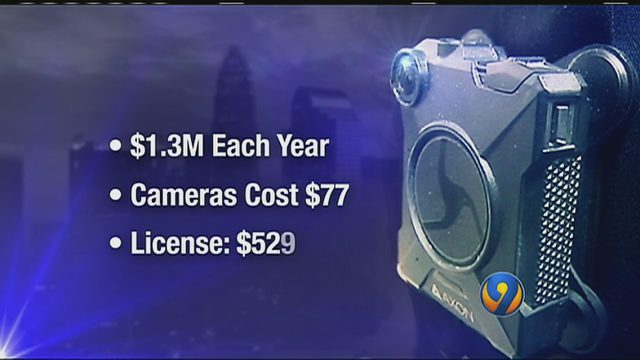 • $1.3M Each Year
• Cameras Cost $77
• License: $529
AXON
9